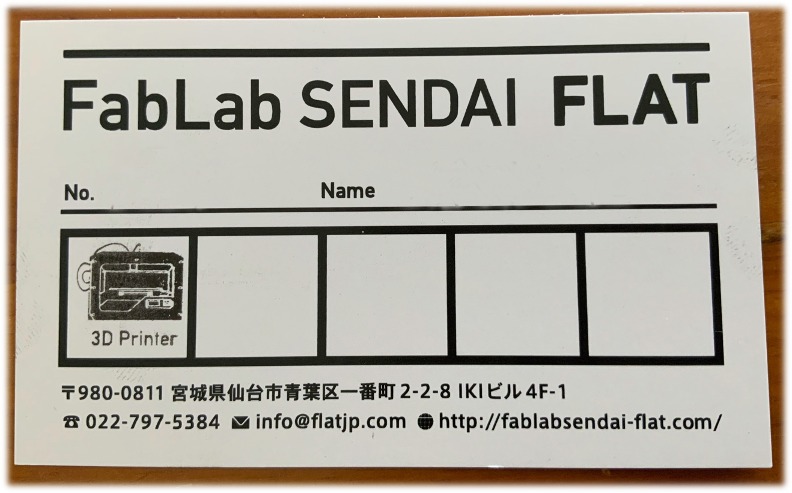 FabLab SENDAI FLAT
No. Name
3D Printer
〒980-0811 宮城県仙台市青葉区一番町2-2-8 IKIビル4F-1
☎022-797-5384 ✉info@flatjp.com 🌐http://fablabsendai-flat.com/